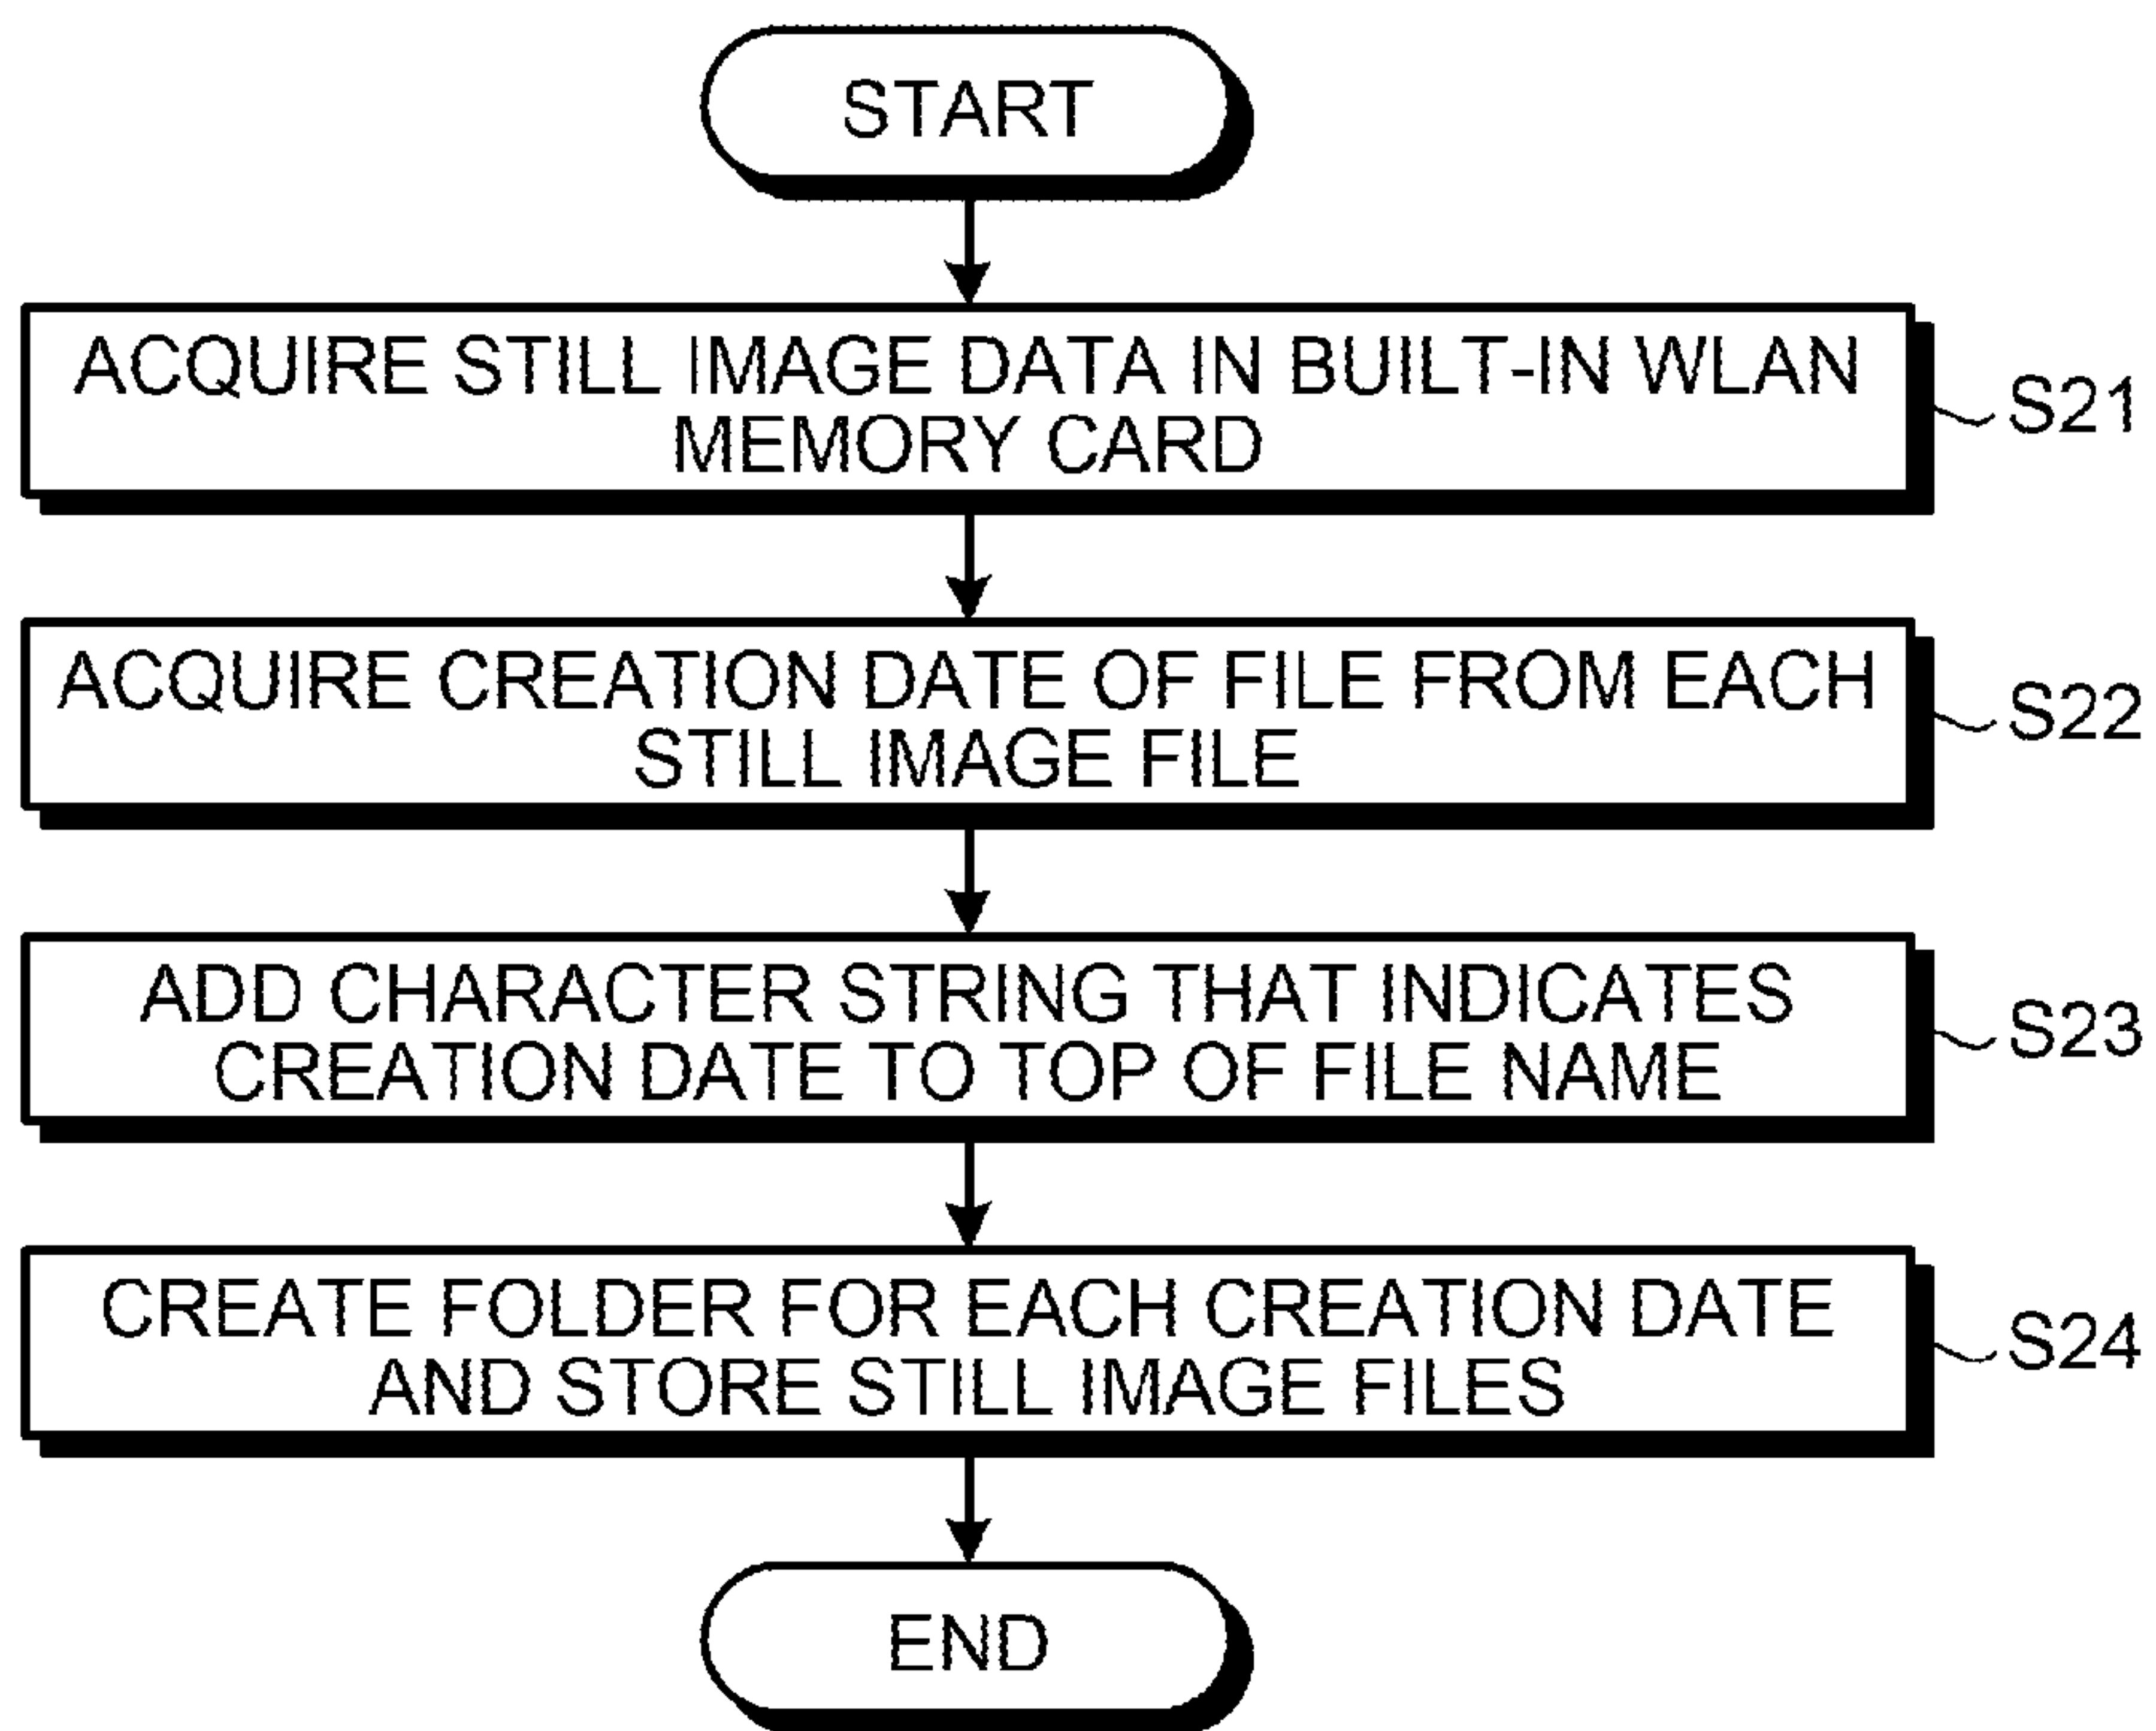 START
ACQUIRE STILL IMAGE DATA IN BUILT-IN WLAN
MEMORY CARD
S21
ACQUIRE CREATION DATE OF FILE FROM EACH
STILL IMAGE FILE
S22
ADD CHARACTER STRING THAT INDICATES
CREATION DATE TO TOP OF FILE NAME
S23
CREATE FOLDER FOR EACH CREATION DATE
AND STORE STILL IMAGE FILES
S24
END